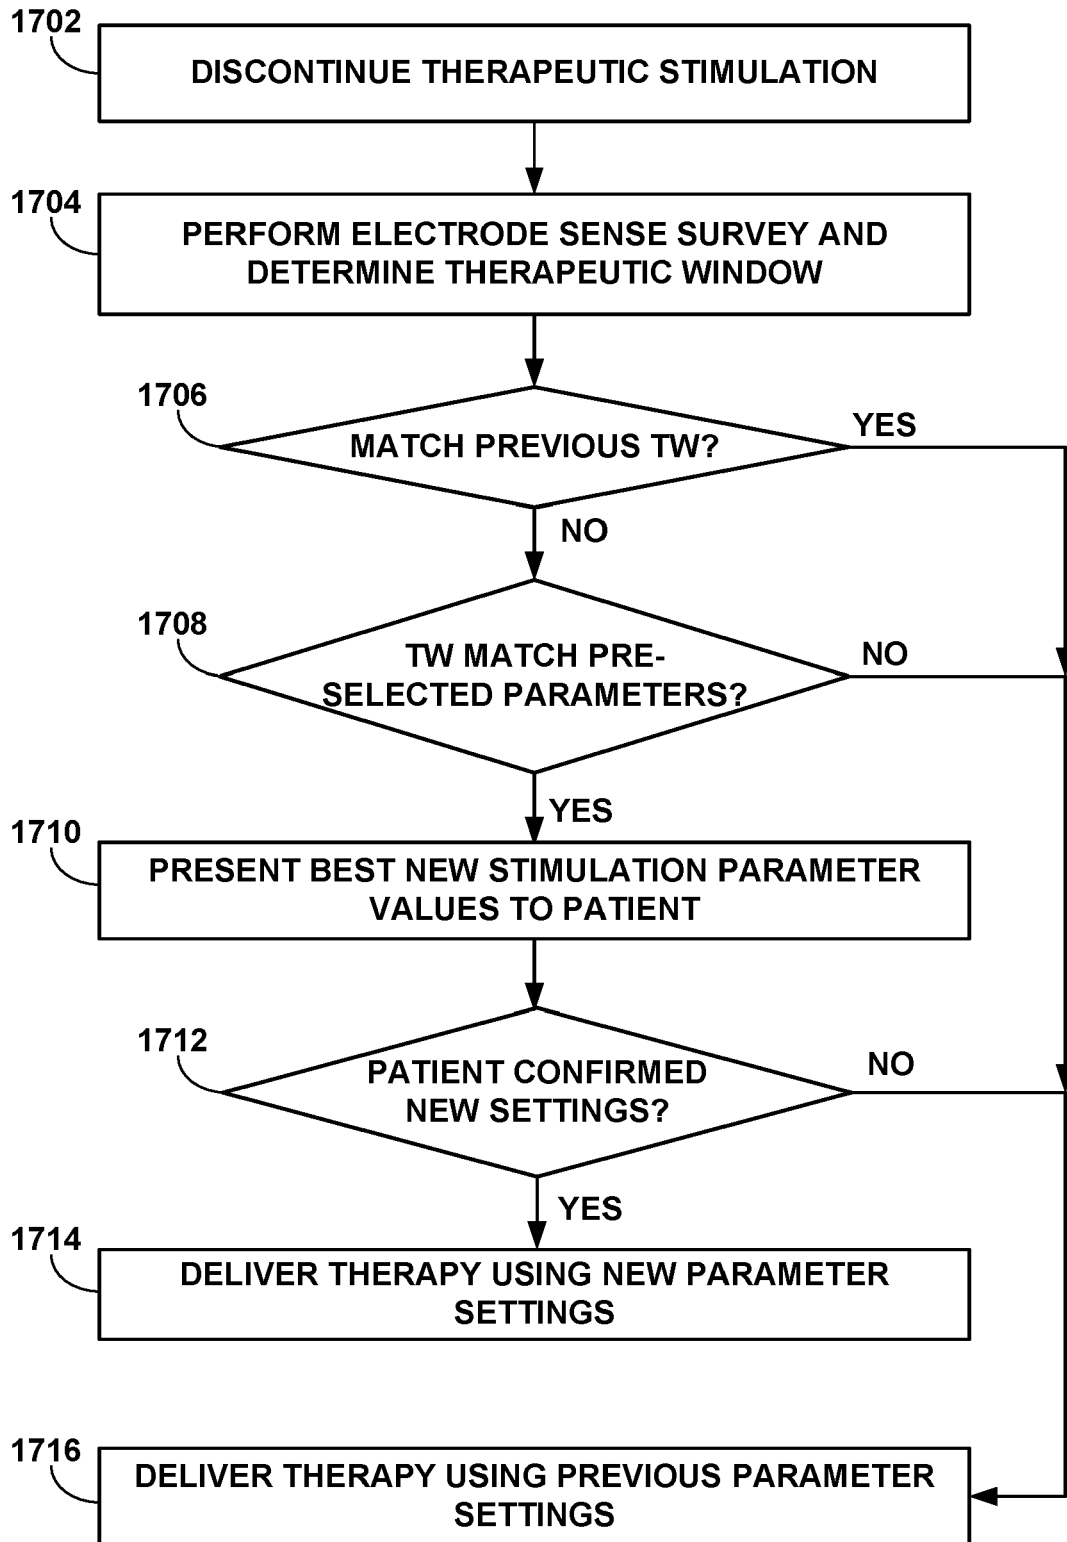 1702
DISCONTINUE THERAPEUTIC STIMULATION
1704
PERFORM ELECTRODE SENSE SURVEY AND
DETERMINE THERAPEUTIC WINDOW
1706
MATCH PREVIOUS TW?
YES
NO
1708
TW MATCH PRE-
SELECTED PARAMETERS?
NO
YES
1710
PRESENT BEST NEW STIMULATION PARAMETER
VALUES TO PATIENT
1712
PATIENT CONFIRMED
NEW SETTINGS?
NO
YES
1714
DELIVER THERAPY USING NEW PARAMETER
SETTINGS
1716
DELIVER THERAPY USING PREVIOUS PARAMETER
SETTINGS